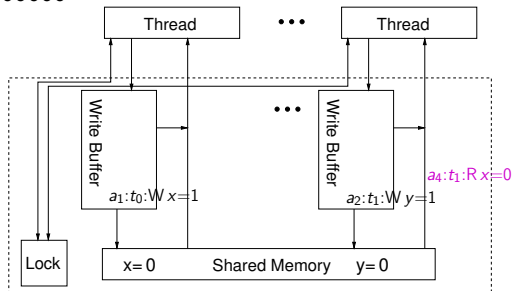 Thread
Thread
Write Buffer
Write Buffer
a₁:t₀:W x=1
a₂:t₁:W y=1
a₄:t₁:R x=0
Lock
x= 0 Shared Memory y= 0